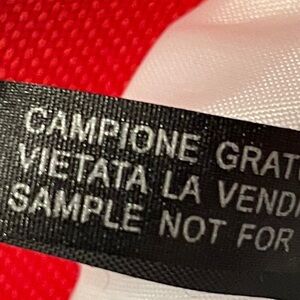 CAMPIONE GRAT
VIETATA LA VEND
SAMPLE NOT FOR